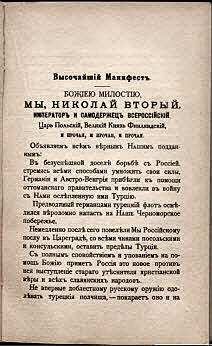 Высочайшій Манифестъ.
БОЖІЕЮ МИЛОСТІЮ,
МЫ, НИКОЛАЙ ВТОРЫЙ,
ИМПЕРАТОРЪ И САМОДЕРЖЕЦЪ ВСЕРОССІЙСКІЙ,
Царь Польскій, Великій Князь Финляндскій,
и прочая, и прочая, и прочая.
Объявляемъ всѣмъ вѣрнымъ Нашимъ поддан-
нымъ:
Въ безуспѣшной доселѣ борьбѣ съ Россіей,
стремясь всѣми способами умножить свои силы,
Германія и Австро-Венгрія прибѣгли къ помощи
оттоманскаго правительства и вовлекли въ войну
съ Нами ослѣпленную ими Турцію.
Предводимый германцами турецкій флотъ осмѣ-
лился вѣроломно напасть на Наше Черноморское
побережье.
Немедленно послѣ сего повелѣли Мы Россійскому
послу въ Цареградѣ, со всѣми чинами посольскими
и консульскими, оставить предѣлы Турціи.
Съ полнымъ спокойствіемъ и упованіемъ на по-
мощь Божію приметъ Россія это новое противъ
нея выступленіе стараго утѣснителя христіанской
вѣры и всѣхъ славянскихъ народовъ.
Не впервые доблестному русскому оружію одо-
лѣвать турецкія полчища, — покараетъ оно и на